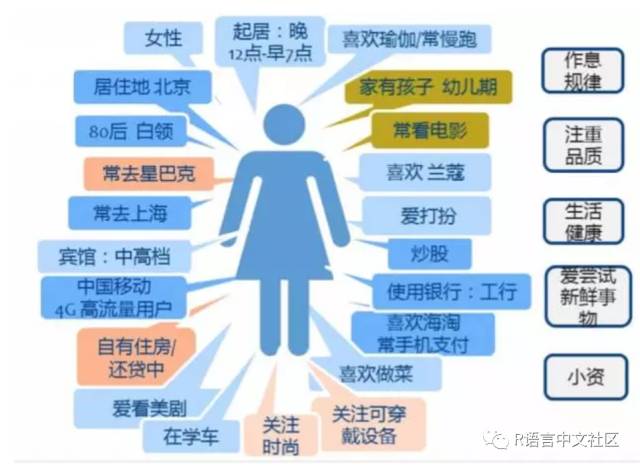 女性
起居：晚
12点-早7点
喜欢瑜伽/常慢跑
居住地 北京
家有孩子 幼儿期
80后 白领
常看电影
常去星巴克
喜欢 兰蔻
常去上海
爱打扮
宾馆：中高档
炒股
中国移动
4G 高流量用户
使用银行：工行
自有住房/
还贷中
喜欢海淘
常手机支付
爱看美剧
喜欢做菜
在学车
关注
时尚
关注可穿
戴设备
作息
规律
注重
品质
生活
健康
爱尝试
新鲜事
物
小资
R语言中文社区